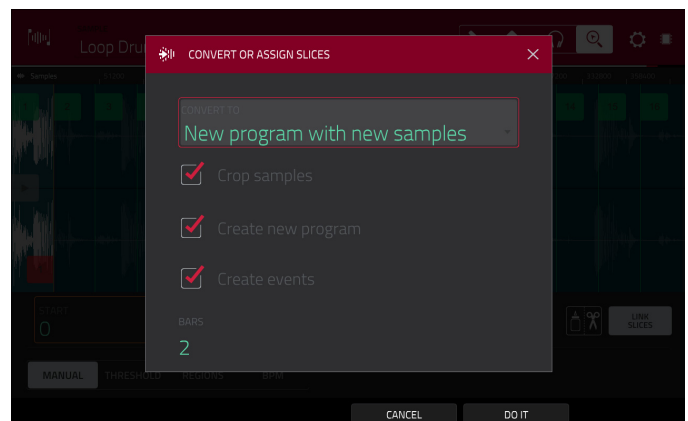 Loop Dru
CONVERT OR ASSIGN SLICES
Samples
CONVERT TO
New program with new samples
Crop samples
Create new program
Create events
START
0
BARS
2
LINK
SLICES
MANUAL THRESHOLD REGIONS BPM
CANCEL DO IT